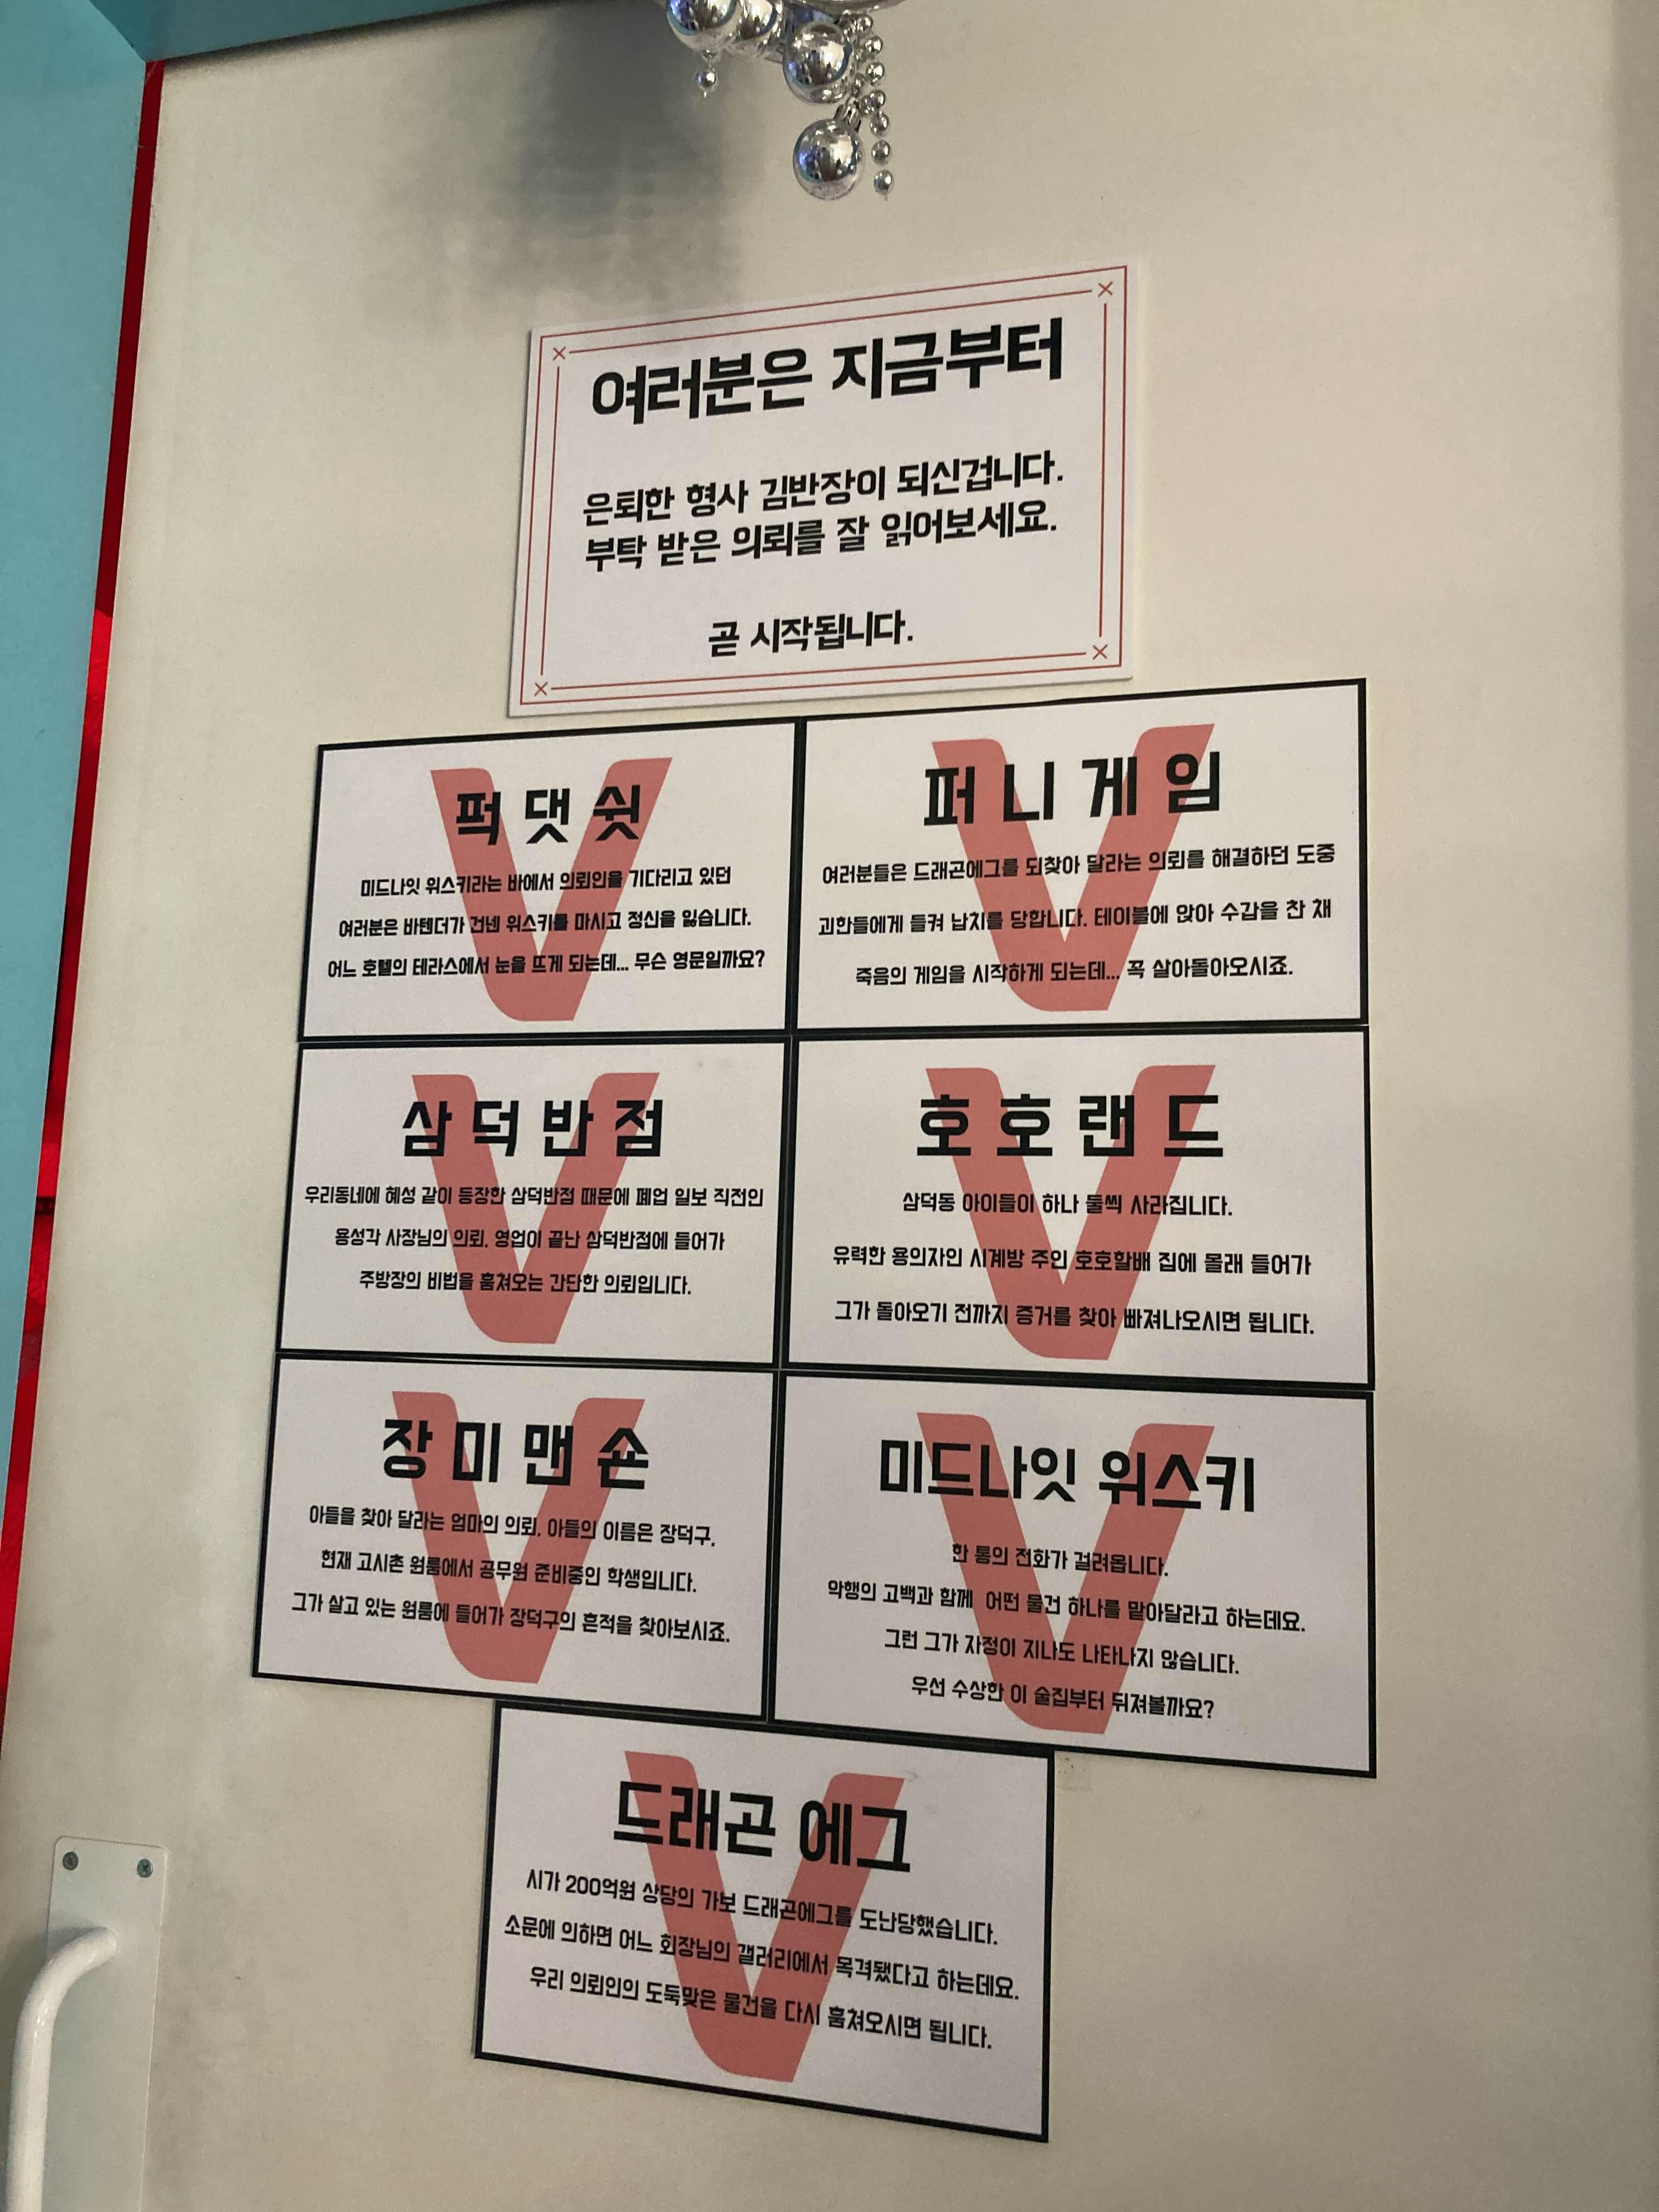 여러분은 지금부터
은퇴한 형사 김반장이 되신겁니다.
부탁 받은 의뢰를 잘 읽어보세요.
곧 시작됩니다.
퍽댓쉿
미드나잇 위스키라는 바에서 의뢰인을 기다리고 있던
여러분은 바텐더가 건넨 위스키를 마시고 정신을 잃습니다.
어느 호텔의 테라스에서 눈을 뜨게 되는데... 무슨 영문일까요?
퍼니게임
여러분들은 드래곤에그를 되찾아 달라는 의뢰를 해결하던 도중
괴한들에게 들켜 납치를 당합니다. 테이블에 앉아 수갑을 찬 채
죽음의 게임을 시작하게 되는데... 꼭 살아돌아오시죠.
삼덕반점
우리동네에 혜성 같이 등장한 삼덕반점 때문에 폐업 일보 직전인
용성각 사장님의 의뢰. 영업이 끝난 삼덕반점에 들어가
주방장의 비법을 훔쳐오는 간단한 의뢰입니다.
호호랜드
삼덕동 아이들이 하나 둘씩 사라집니다.
유력한 용의자인 시계방 주인 호호할배 집에 몰래 들어가
그가 돌아오기 전까지 증거를 찾아 빠져나오시면 됩니다.
장미맨숀
아들을 찾아 달라는 엄마의 의뢰. 아들의 이름은 장덕구.
현재 고시촌 원룸에서 공무원 준비중인 학생입니다.
그가 살고 있는 원룸에 들어가 장덕구의 흔적을 찾아보시죠.
미드나잇 위스키
한 통의 전화가 걸려옵니다.
악행의 고백과 함께 어떤 물건 하나를 맡아달라고 하는데요.
그런 그가 자정이 지나도 나타나지 않습니다.
우선 수상한 이 술집부터 뒤져볼까요?
드래곤 에그
시가 200억원 상당의 가보 드래곤에그를 도난당했습니다.
소문에 의하면 어느 회장님의 갤러리에서 목격됐다고 하는데요.
우리 의뢰인의 도둑맞은 물건을 다시 훔쳐오시면 됩니다.